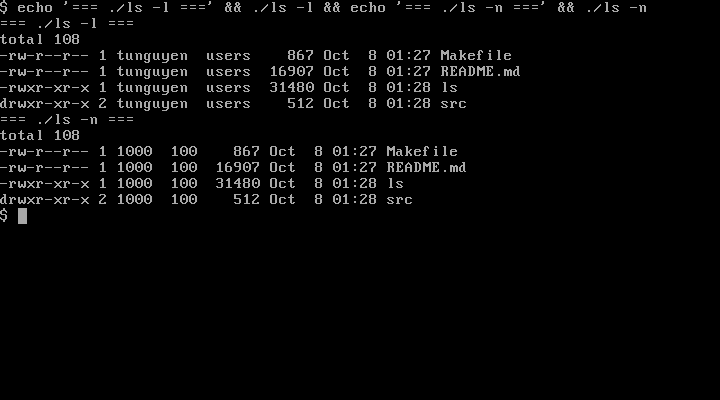 $ echo '=== ./ls -l ===' && ./ls -l && echo '=== ./ls -n ===' && ./ls -n
=== ./ls -l ===
total 108
-rw-r--r-- 1 tunguyen  users    867 Oct  8 01:27 Makefile
-rw-r--r-- 1 tunguyen  users  16907 Oct  8 01:27 README.md
-rwxr-xr-x 1 tunguyen  users  31480 Oct  8 01:28 ls
drwxr-xr-x 2 tunguyen  users    512 Oct  8 01:28 src
=== ./ls -n ===
total 108
-rw-r--r-- 1 1000  100    867 Oct  8 01:27 Makefile
-rw-r--r-- 1 1000  100  16907 Oct  8 01:27 README.md
-rwxr-xr-x 1 1000  100  31480 Oct  8 01:28 ls
drwxr-xr-x 2 1000  100    512 Oct  8 01:28 src
$